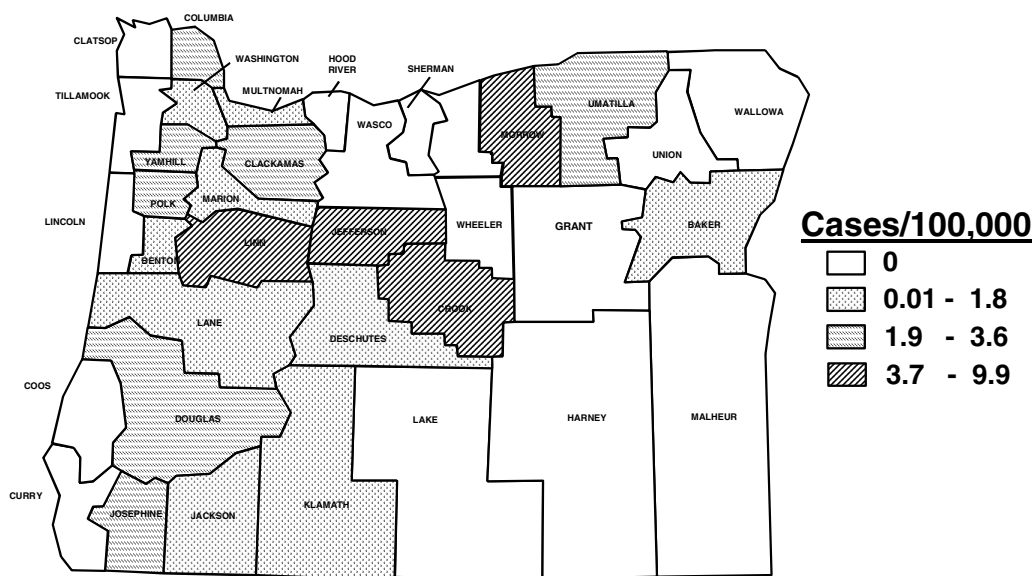 COLUMBIA
CLATSOP
WASHINGTON
HOOD
RIVER
SHERMAN
TILLAMOOK
MULTNOMAH
UMATILLA
WALLOWA
WASCO
MORROW
UNION
YAMHILL
CLACKAMAS
POLK
MARION
LINCOLN
WHEELER
GRANT
BAKER
JEFFERSON
LINN
BENTON
Cases/100,000
0
0.01 - 1.8
1.9 - 3.6
3.7 - 9.9
CROOK
LANE
DESCHUTES
COOS
DOUGLAS
LAKE
HARNEY
MALHEUR
CURRY
JOSEPHINE
JACKSON
KLAMATH